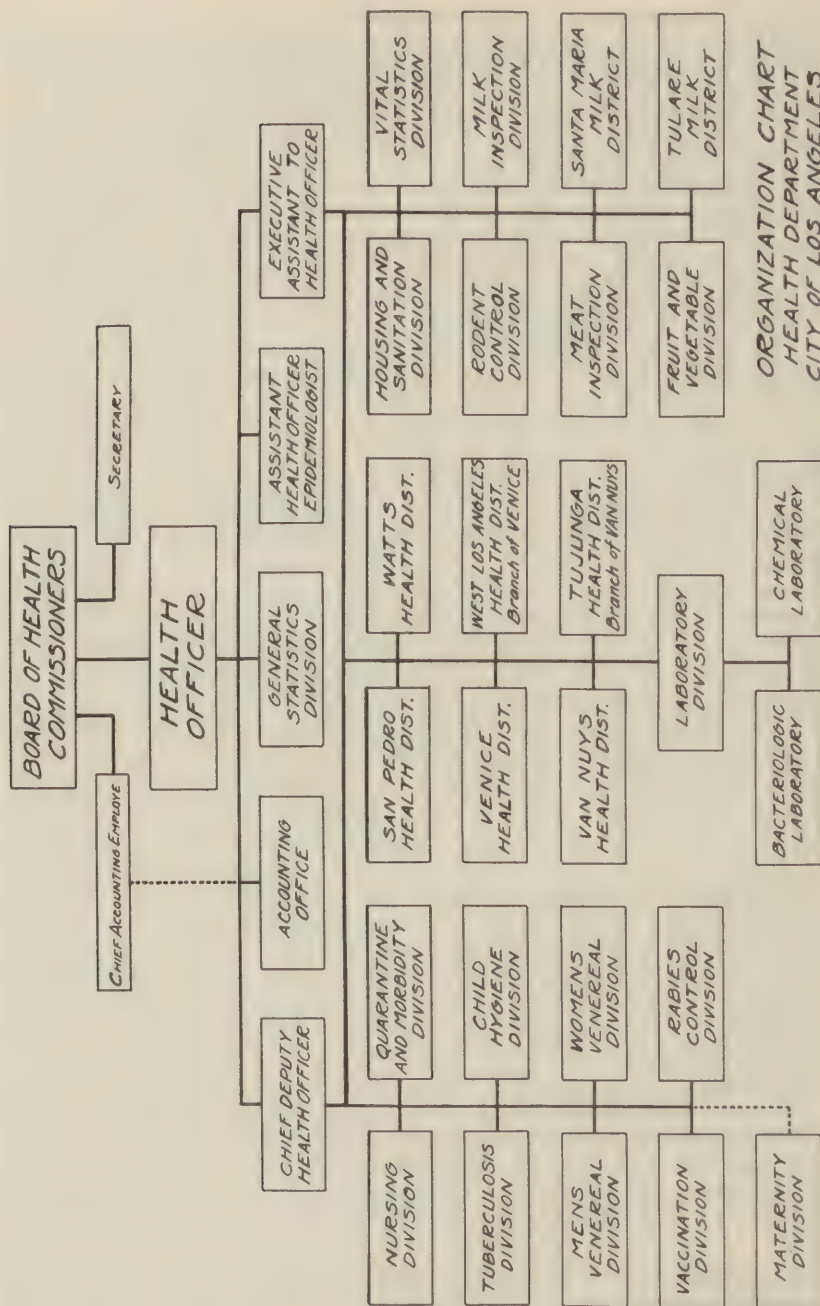 BOARD OF HEALTH
COMMISSIONERS
CHIEF ACCOUNTING EMPLOYE
SECRETARY
HEALTH
OFFICER
CHIEF DEPUTY
HEALTH OFFICER
ACCOUNTING
OFFICE
GENERAL
STATISTICS
DIVISION
ASSISTANT
HEALTH OFFICER
EPIDEMIOLOGIST
EXECUTIVE
ASSISTANT TO
HEALTH OFFICER
NURSING
DIVISION
QUARANTINE
AND MORBIDITY
DIVISION
TUBERCULOSIS
DIVISION
CHILD
HYGIENE
DIVISION
MENS
VENEREAL
DIVISION
WOMENS
VENEREAL
DIVISION
VACCINATION
DIVISION
RABIES
CONTROL
DIVISION
MATERNITY
DIVISION
SAN PEDRO
HEALTH DIST.
WATTS
HEALTH DIST.
VENICE
HEALTH DIST.
WEST LOS ANGELES
HEALTH DIST.
Branch of VENICE
VAN NUYS
HEALTH DIST.
TUJUNGA
HEALTH DIST.
Branch of VAN NUYS
LABORATORY
DIVISION
BACTERIOLOGIC
LABORATORY
CHEMICAL
LABORATORY
HOUSING AND
SANITATION
DIVISION
VITAL
STATISTICS
DIVISION
RODENT
CONTROL
DIVISION
MILK
INSPECTION
DIVISION
MEAT
INSPECTION
DIVISION
SANTA MARIA
MILK
DISTRICT
FRUIT AND
VEGETABLE
DIVISION
TULARE
MILK
DISTRICT
ORGANIZATION CHART
HEALTH DEPARTMENT
CITY OF LOS ANGELES